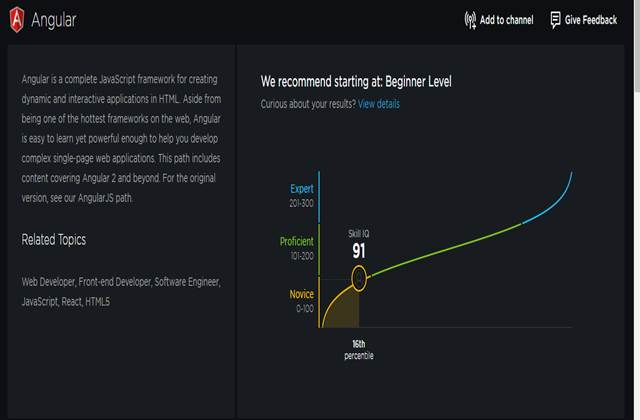 Angular
Add to channel
Give Feedback
Angular is a complete JavaScript framework for creating
dynamic and interactive applications in HTML. Aside from
being one of the hottest frameworks on the web, Angular
is easy to learn yet powerful enough to help you develop
complex single-page web applications. This path includes
content covering Angular 2 and beyond. For the original
version, see our AngularJS path.
Related Topics
Web Developer, Front-end Developer, Software Engineer,
JavaScript, React, HTML5
We recommend starting at: Beginner Level
Curious about your results? View details
Expert
201-300
Proficient
101-200
Novice
0-100
Skill IQ
91
16th
percentile